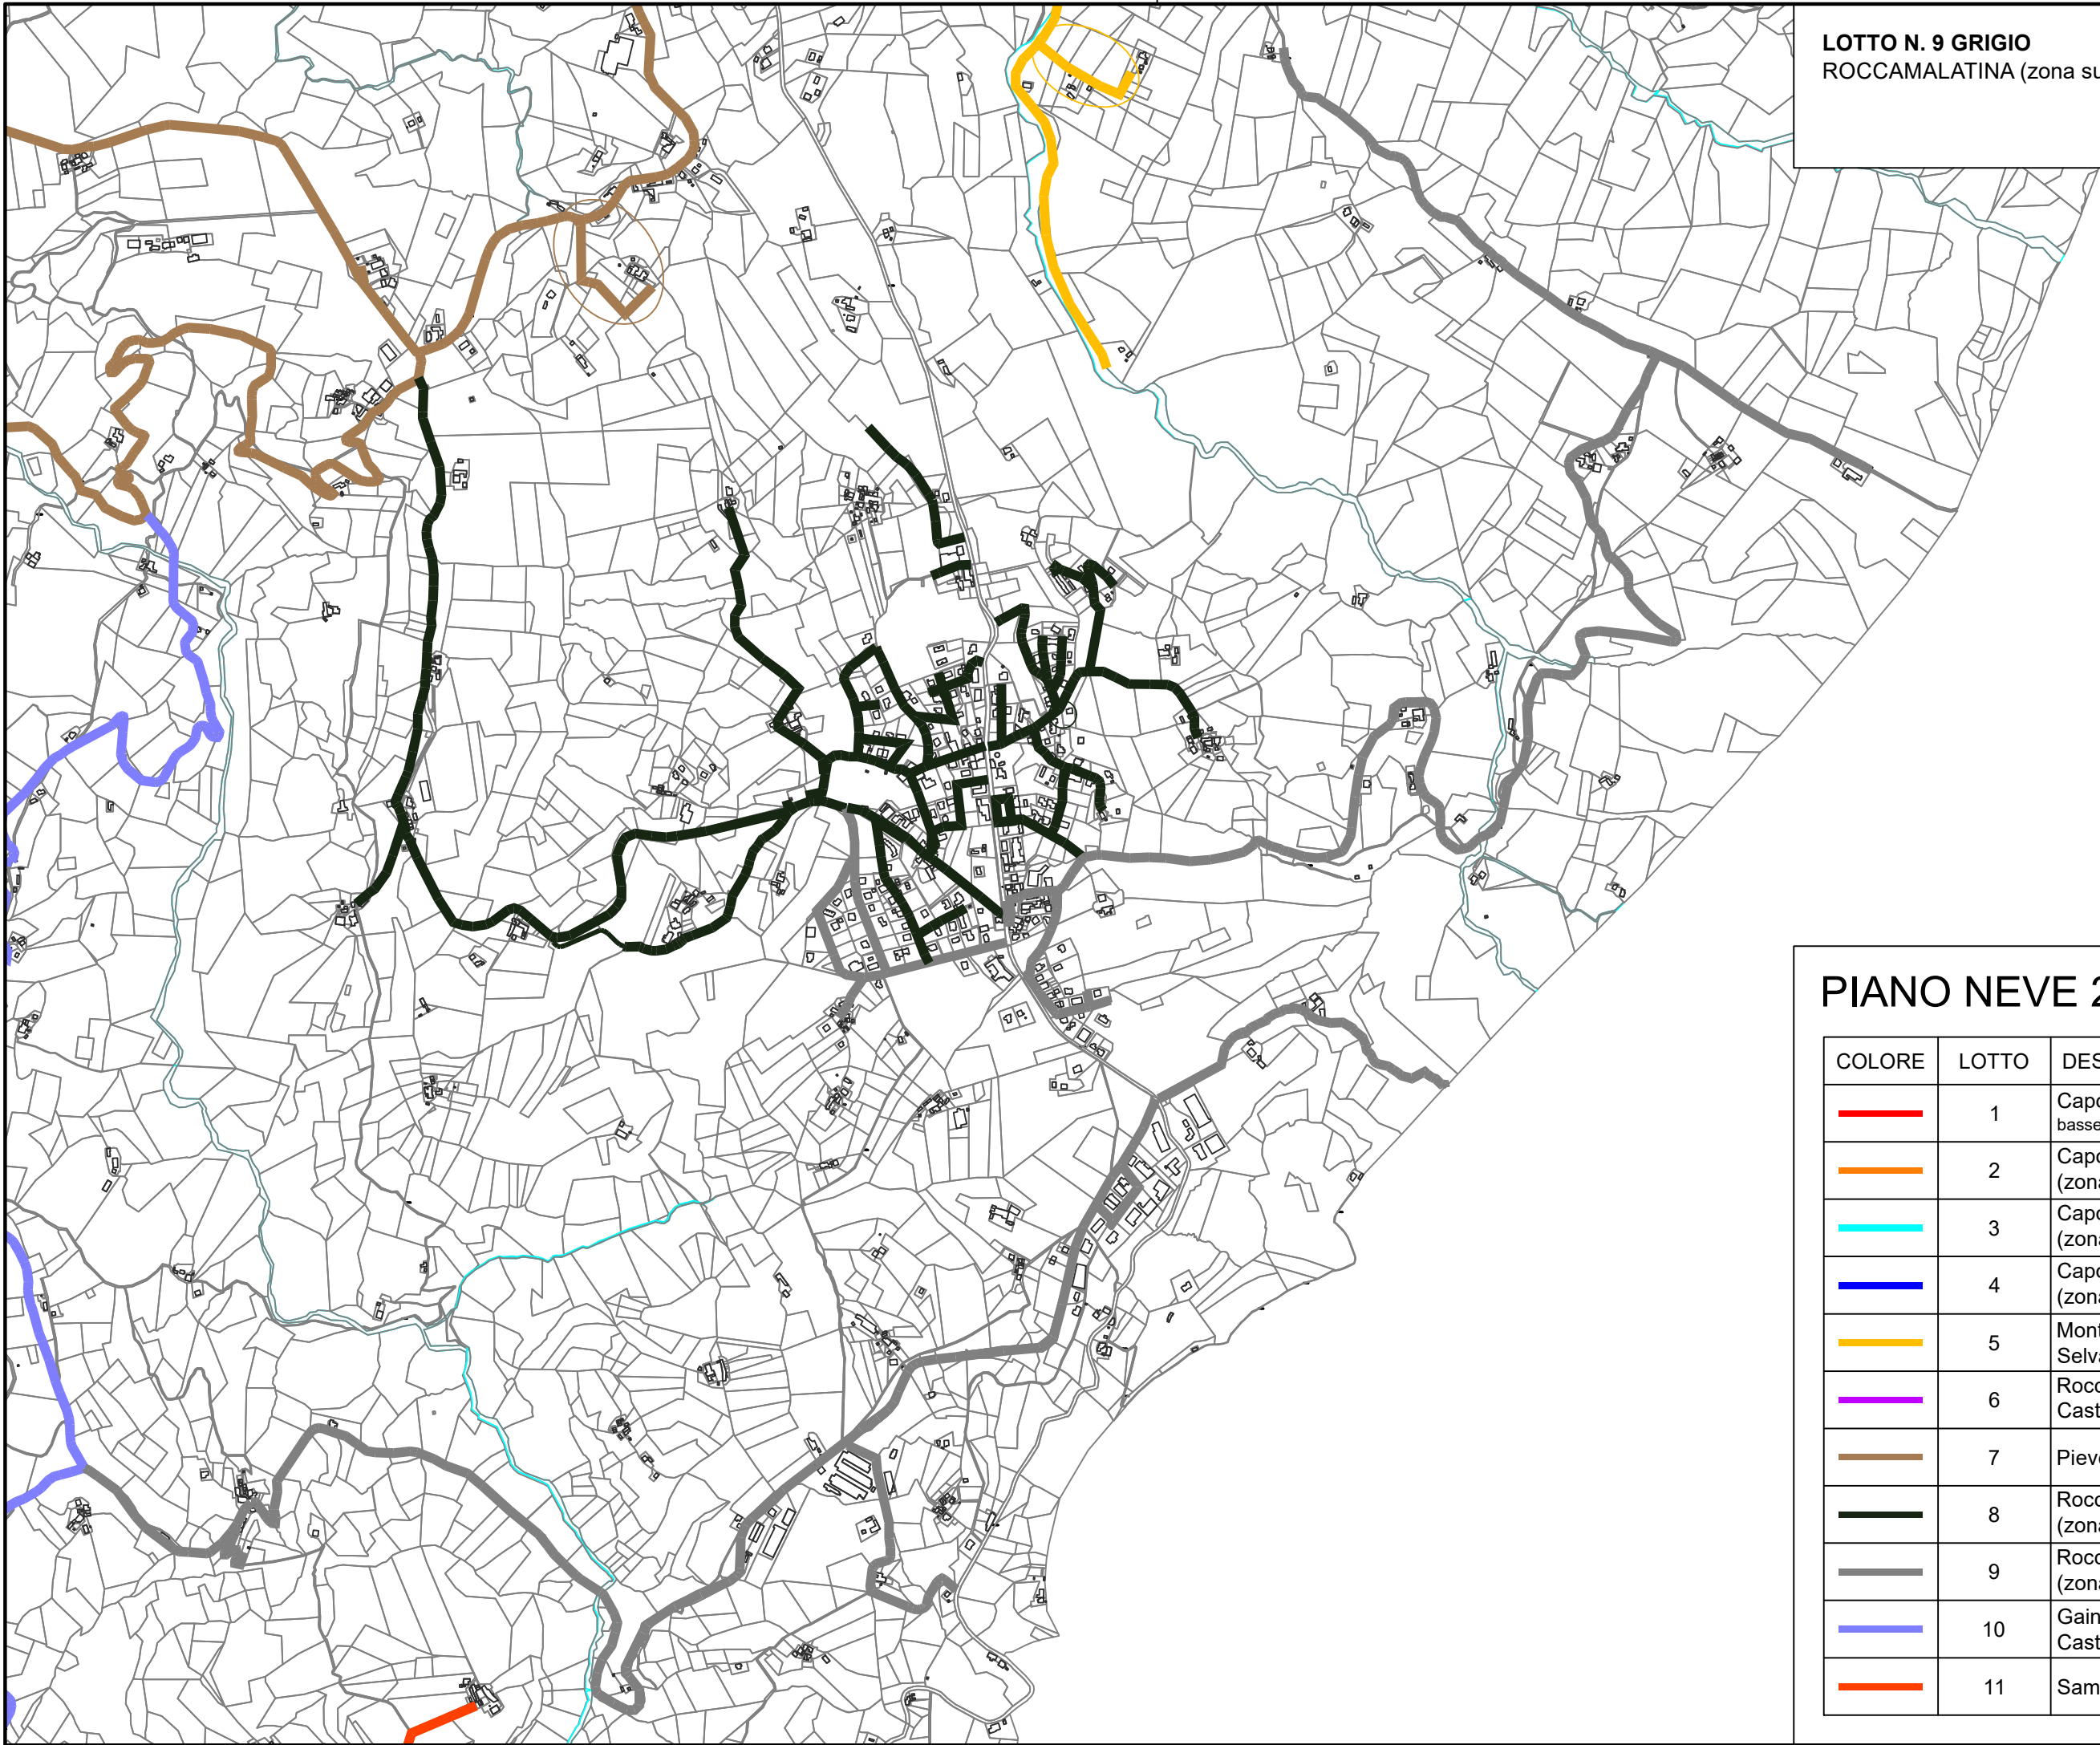 LOTTO N. 9 GRIGIO
ROCCAMALATINA (zona su
PIANO NEVE 2
COLORE LOTTO DES
1 Capo
basse
2 Capo
(zona
3 Capo
(zona
4 Capo
(zona
5 Mont
Selva
6 Rocc
Cast
7 Pieve
8 Rocc
(zona
9 Rocc
(zona
10 Gain
Cast
11 Sam